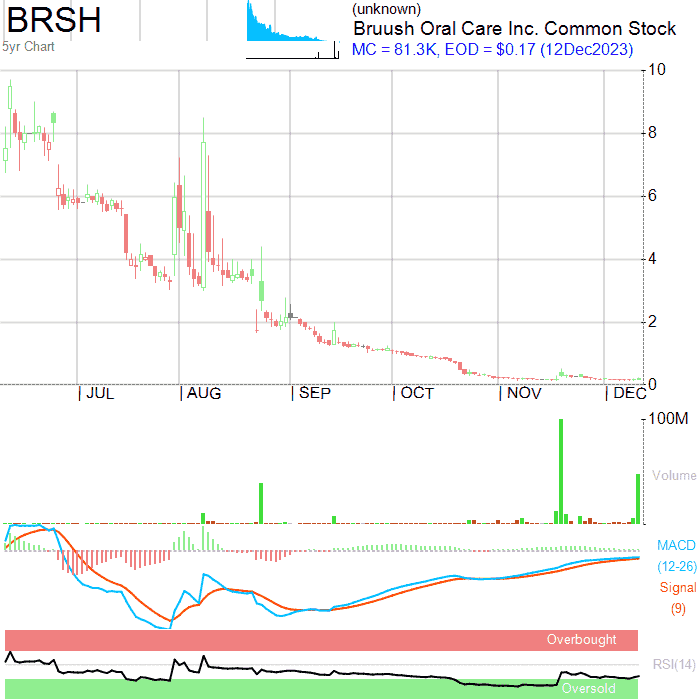 BRSH
5yr Chart
(unknown)
Bruush Oral Care Inc. Common Stock
MC = 81.3K, EOD = $0.17 (12Dec2023)
10
8
6
4
2
0
JUL AUG SEP OCT NOV DEC
100M
Volume
MACD
(12-26)
Signal
(9)
Overbought
RSI(14)
Oversold